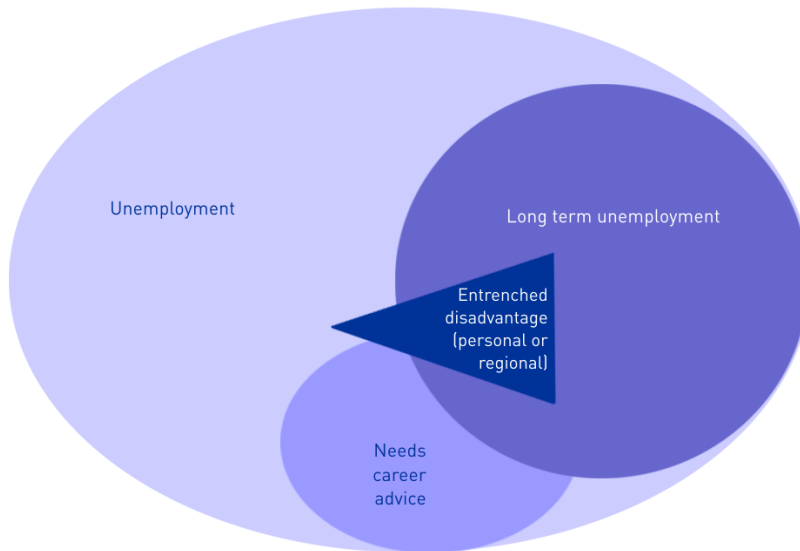 Unemployment
Long term unemployment
Entrenched
disadvantage
(personal or
regional)
Needs
career
advice